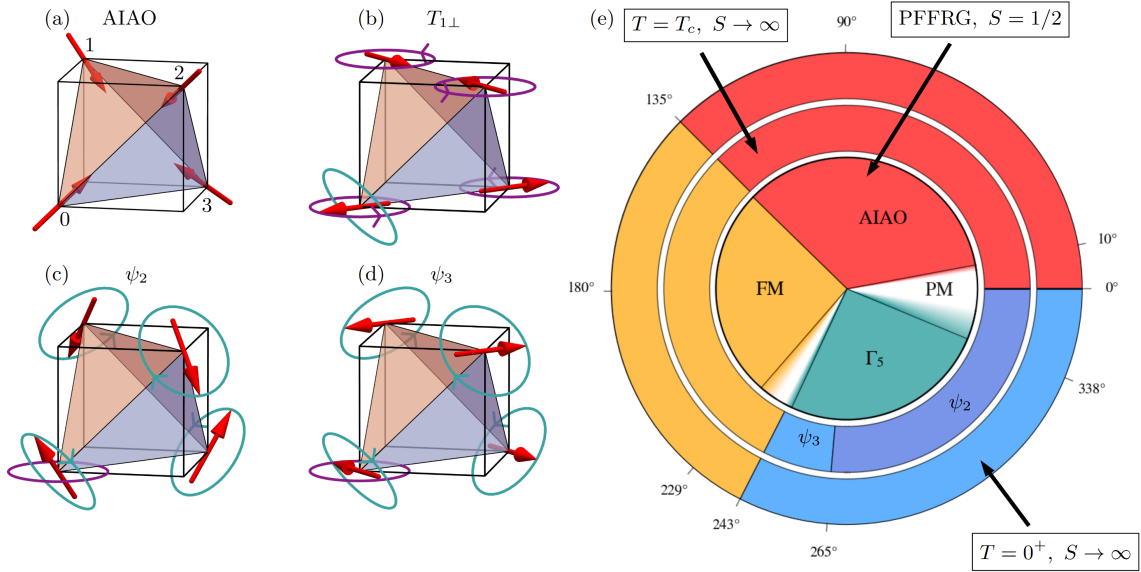 (a) AIAO
1
2
0
3
(b) T₁⊥
(c) ψ₂
(d) ψ₃
(e)
T = T_c, S → ∞
PFFRG, S = 1/2
90°
135°
10°
0°
180°
338°
229°
243°
265°
AIAO
FM
PM
Γ₅
ψ₂
ψ₃
T = 0⁺, S → ∞